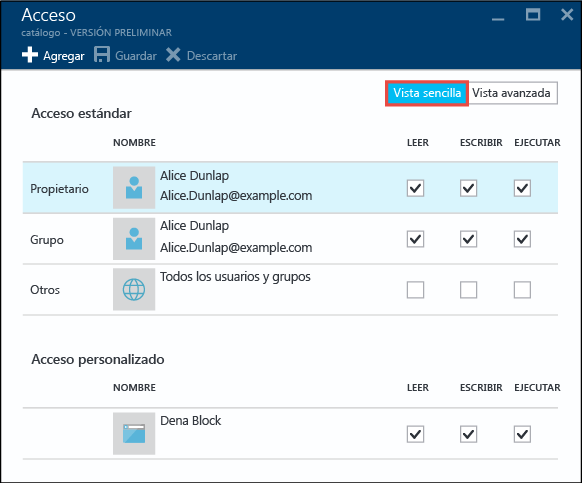 Acceso
catálogo - VERSIÓN PRELIMINAR
Agregar Guardar Descartar
Vista sencilla Vista avanzada
Acceso estándar
NOMBRE LEER ESCRIBIR EJECUTAR
Propietario Alice Dunlap
Alice.Dunlap@example.com
Grupo Alice Dunlap
Alice.Dunlap@example.com
Otros Todos los usuarios y grupos
Acceso personalizado
NOMBRE LEER ESCRIBIR EJECUTAR
Dena Block